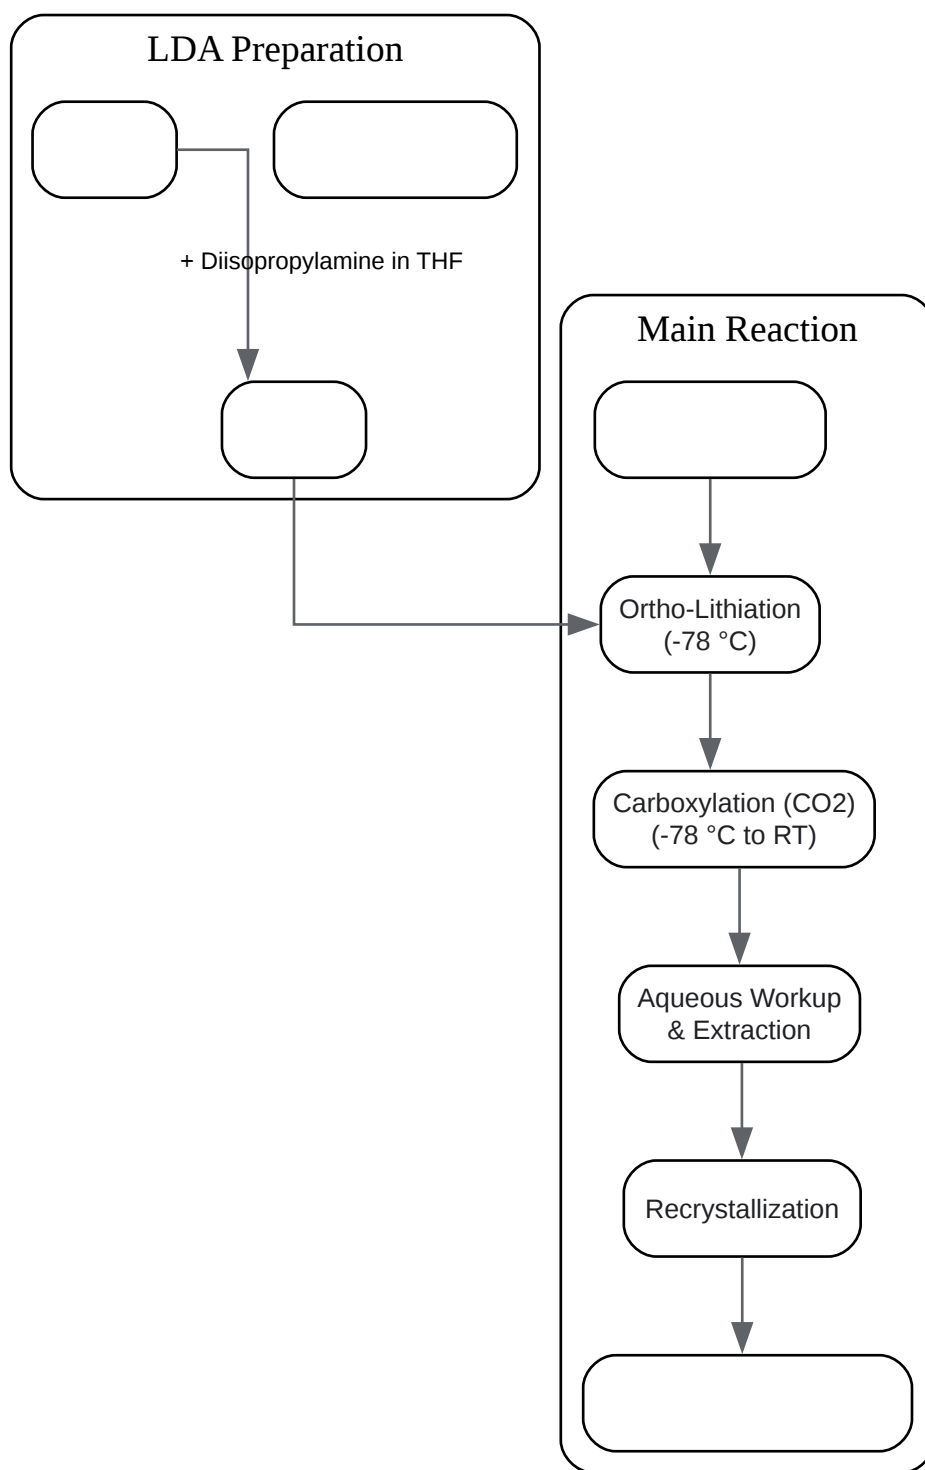 LDA Preparation
+ Diisopropylamine in THF
Main Reaction
Ortho-Lithiation
(-78 °C)
Carboxylation (CO2)
(-78 °C to RT)
Aqueous Workup
& Extraction
Recrystallization